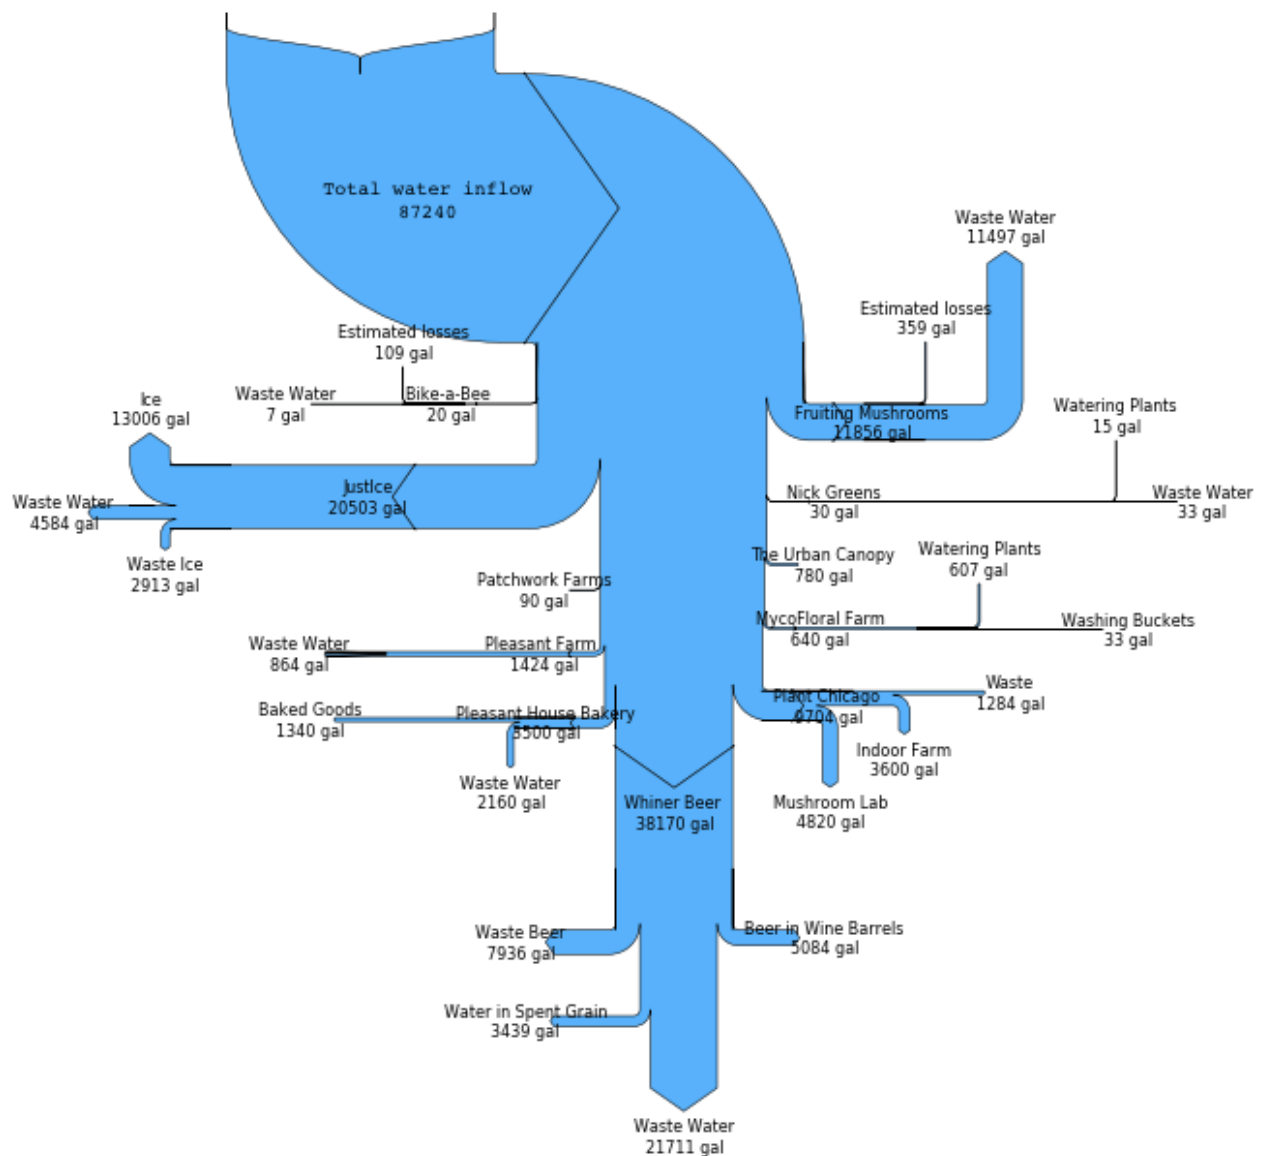 Total water inflow
87240
Waste Water
11497 gal
Estimated losses
359 gal
Fruiting Mushrooms
11856 gal
Estimated losses
109 gal
Waste Water
7 gal
Bike-a-Bee
20 gal
Ice
13006 gal
Watering Plants
15 gal
JustIce
20503 gal
Waste Water
4584 gal
Waste Ice
2913 gal
Nick Greens
30 gal
Waste Water
33 gal
The Urban Canopy
780 gal
Watering Plants
607 gal
Patchwork Farms
90 gal
MycoFloral Farm
640 gal
Washing Buckets
33 gal
Waste Water
864 gal
Pleasant Farm
1424 gal
Plant Chicago
9704 gal
Waste
1284 gal
Baked Goods
1340 gal
Pleasant House Bakery
3500 gal
Indoor Farm
3600 gal
Waste Water
2160 gal
Whiner Beer
38170 gal
Mushroom Lab
4820 gal
Waste Beer
7936 gal
Beer in Wine Barrels
5084 gal
Water in Spent Grain
3439 gal
Waste Water
21711 gal